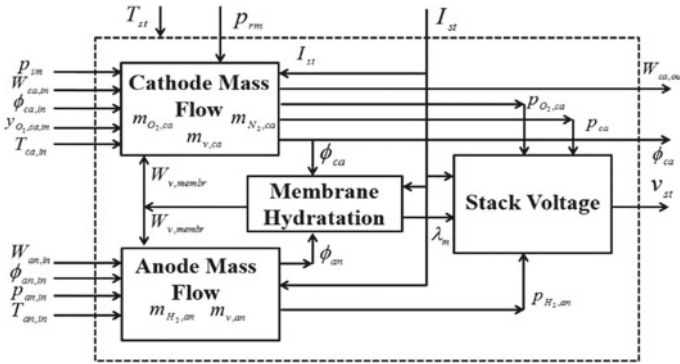 T_st
p_rm
I_st
I_st
p_sm
W_ca,in
ϕ_ca,in
y_O₂,ca,in
T_ca,in
Cathode Mass
Flow
m_O₂,ca
m_N₂,ca
m_v,ca
W_ca,ou
p_O₂,ca
p_ca
ϕ_ca
ϕ_ca
W_v,membr
W_v,membr
Membrane
Hydratation
λ_m
Stack Voltage
v_st
W_an,in
ϕ_an,in
p_an,in
T_an,in
Anode Mass
Flow
m_H₂,an m_v,an
ϕ_an
p_H₂,an